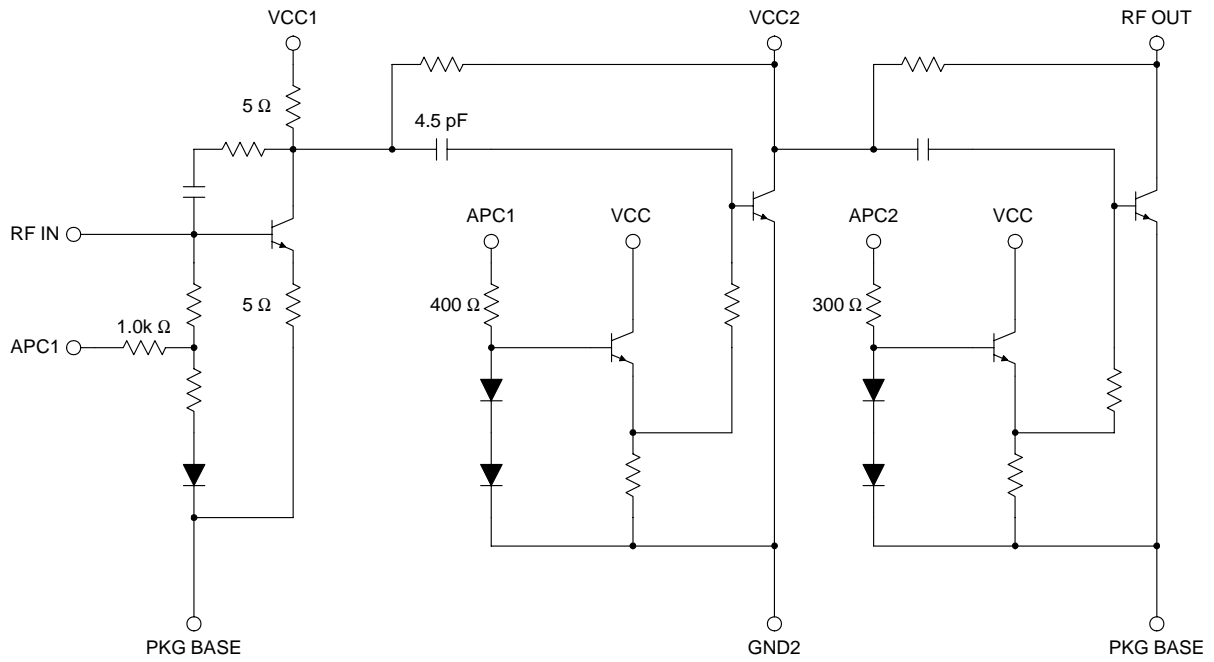 VCC1
VCC2
RF OUT
5 Ω
4.5 pF
APC1
VCC
APC2
VCC
RF IN
5 Ω
400 Ω
300 Ω
1.0k Ω
APC1
PKG BASE
GND2
PKG BASE